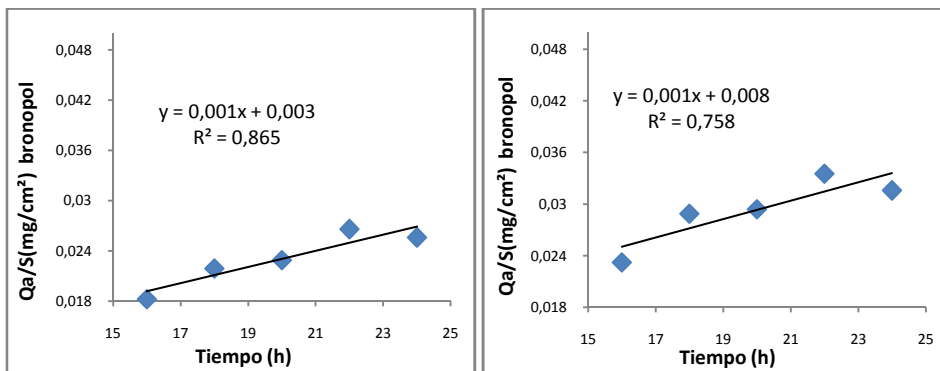 0,048
0,042
0,036
0,03
0,024
0,018
Qa/S(mg/cm²) bronopol
y = 0,001x + 0,003
R² = 0,865
15 17 19 21 23 25
Tiempo (h)
0,048
0,042
0,036
0,03
0,024
0,018
Qa/S(mg/cm²) bronopol
y = 0,001x + 0,008
R² = 0,758
15 17 19 21 23 25
Tiempo (h)